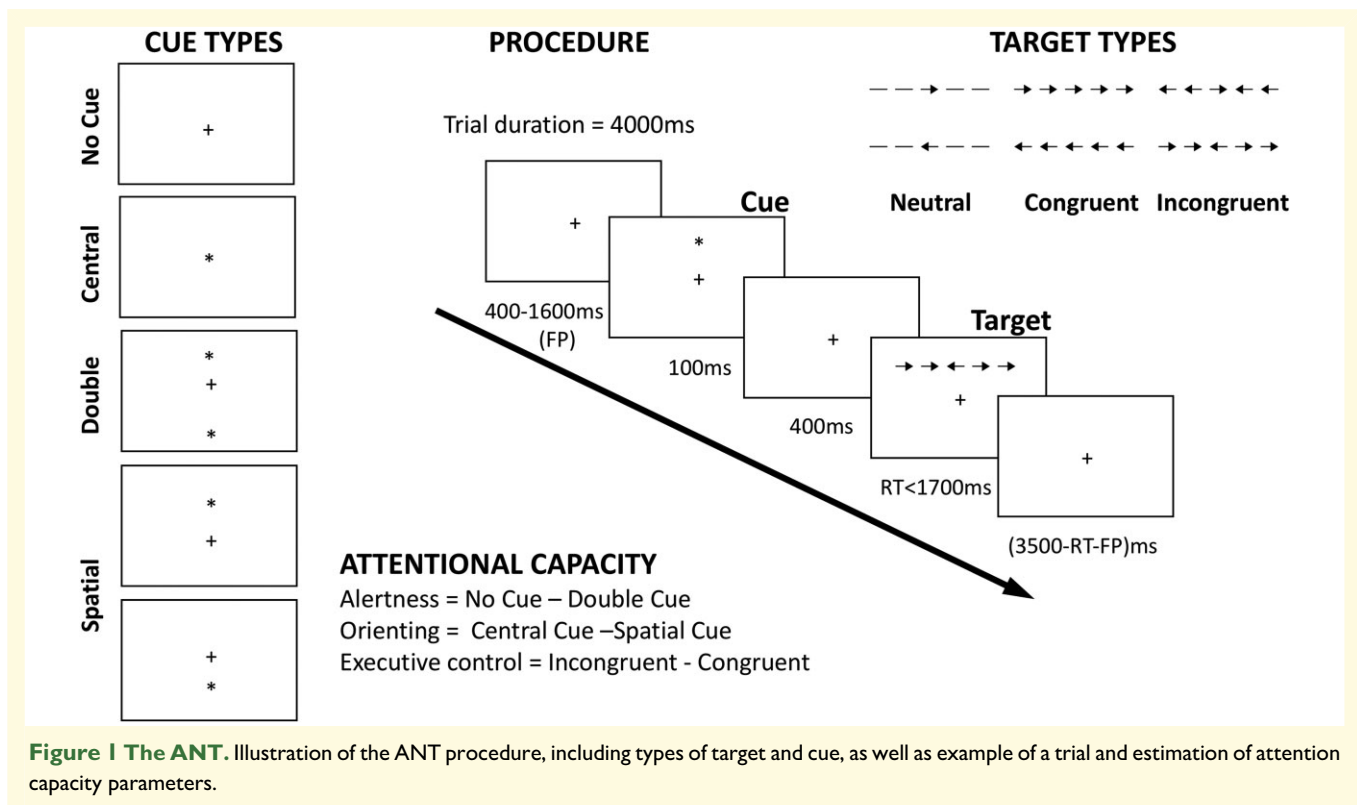 CUE TYPES
No Cue
+
Central
*
Double
*
+
*
Spatial
*
+
+
*
PROCEDURE
Trial duration = 4000ms
+
400-1600ms
(FP)
Cue
*
+
100ms
+
400ms
Target
→ → ← → →
+
RT<1700ms
+
(3500-RT-FP)ms
TARGET TYPES
— — → — — → → → → → ← ← → ← ←
— — ← — — ← ← ← ← ← → → ← → →
Neutral Congruent Incongruent
ATTENTIONAL CAPACITY
Alertness = No Cue – Double Cue
Orienting = Central Cue –Spatial Cue
Executive control = Incongruent - Congruent
Figure 1 The ANT. Illustration of the ANT procedure, including types of target and cue, as well as example of a trial and estimation of attention
capacity parameters.